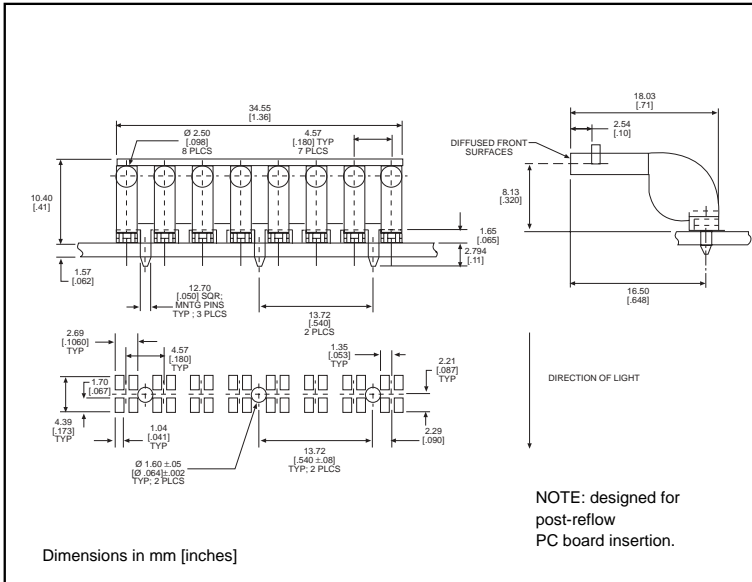 34.55
[1.36]
Ø 2.50
[.098]
8 PLCS
4.57
[.180] TYP
7 PLCS
10.40
[.41]
1.65
[.065]
2.794
[.11]
1.57
[.062]
12.70
[.050] SQR;
MNTG PINS
TYP ; 3 PLCS
13.72
[.540]
2 PLCS
18.03
[.71]
2.54
[.10]
DIFFUSED FRONT
SURFACES
8.13
[.320]
16.50
[.648]
2.69
[.1060]
TYP
4.57
[.180]
TYP
1.35
[.053]
TYP
2.21
[.087]
TYP
1.70
[.067]
4.39
[.173]
TYP
1.04
[.041]
TYP
Ø 1.60 ±.05
[Ø .064]±.002
TYP; 2 PLCS
13.72
[.540 ±.08]
TYP; 2 PLCS
2.29
[.090]
DIRECTION OF LIGHT
NOTE: designed for
post-reflow
PC board insertion.
Dimensions in mm [inches]